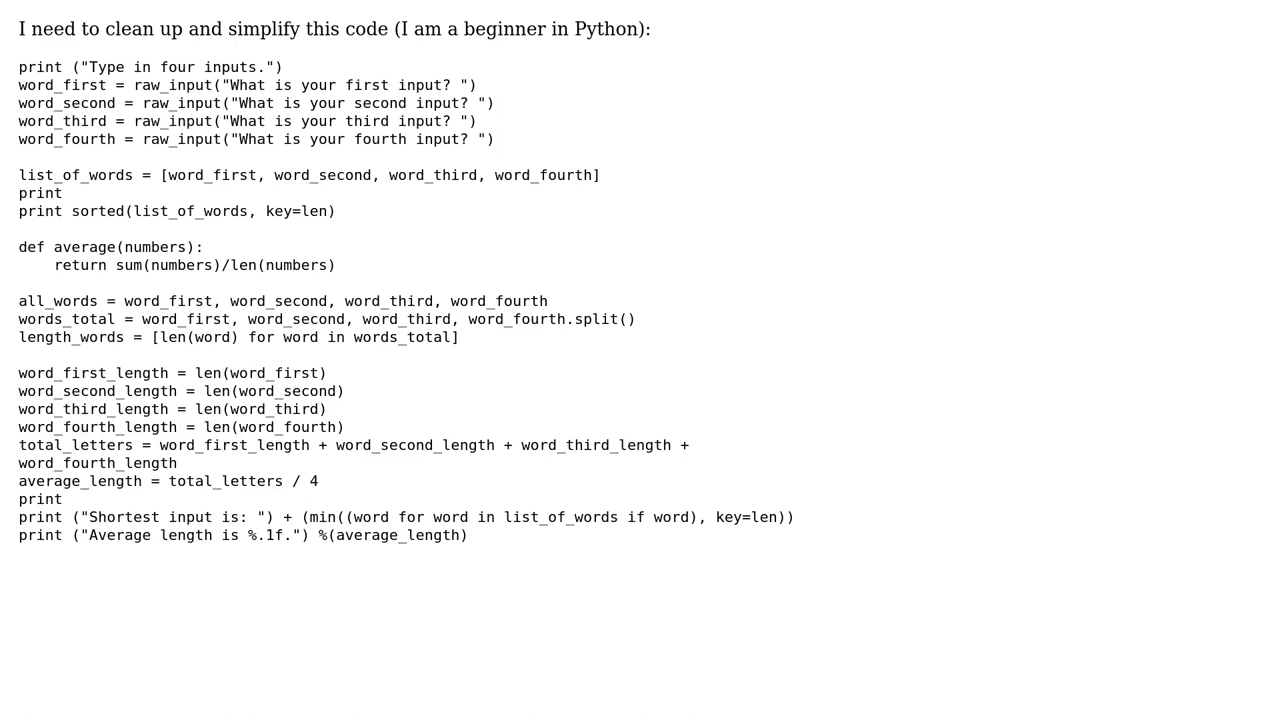 I need to clean up and simplify this code (I am a beginner in Python):
print ("Type in four inputs.")
word_first = raw_input("What is your first input? ")
word_second = raw_input("What is your second input? ")
word_third = raw_input("What is your third input? ")
word_fourth = raw_input("What is your fourth input? ")
list_of_words = [word_first, word_second, word_third, word_fourth]
print
print sorted(list_of_words, key=len)
def average(numbers):
    return sum(numbers)/len(numbers)
all_words = word_first, word_second, word_third, word_fourth
words_total = word_first, word_second, word_third, word_fourth.split()
length_words = [len(word) for word in words_total]
word_first_length = len(word_first)
word_second_length = len(word_second)
word_third_length = len(word_third)
word_fourth_length = len(word_fourth)
total_letters = word_first_length + word_second_length + word_third_length +
word_fourth_length
average_length = total_letters / 4
print
print ("Shortest input is: ") + (min((word for word in list_of_words if word), key=len))
print ("Average length is %.1f.") %(average_length)